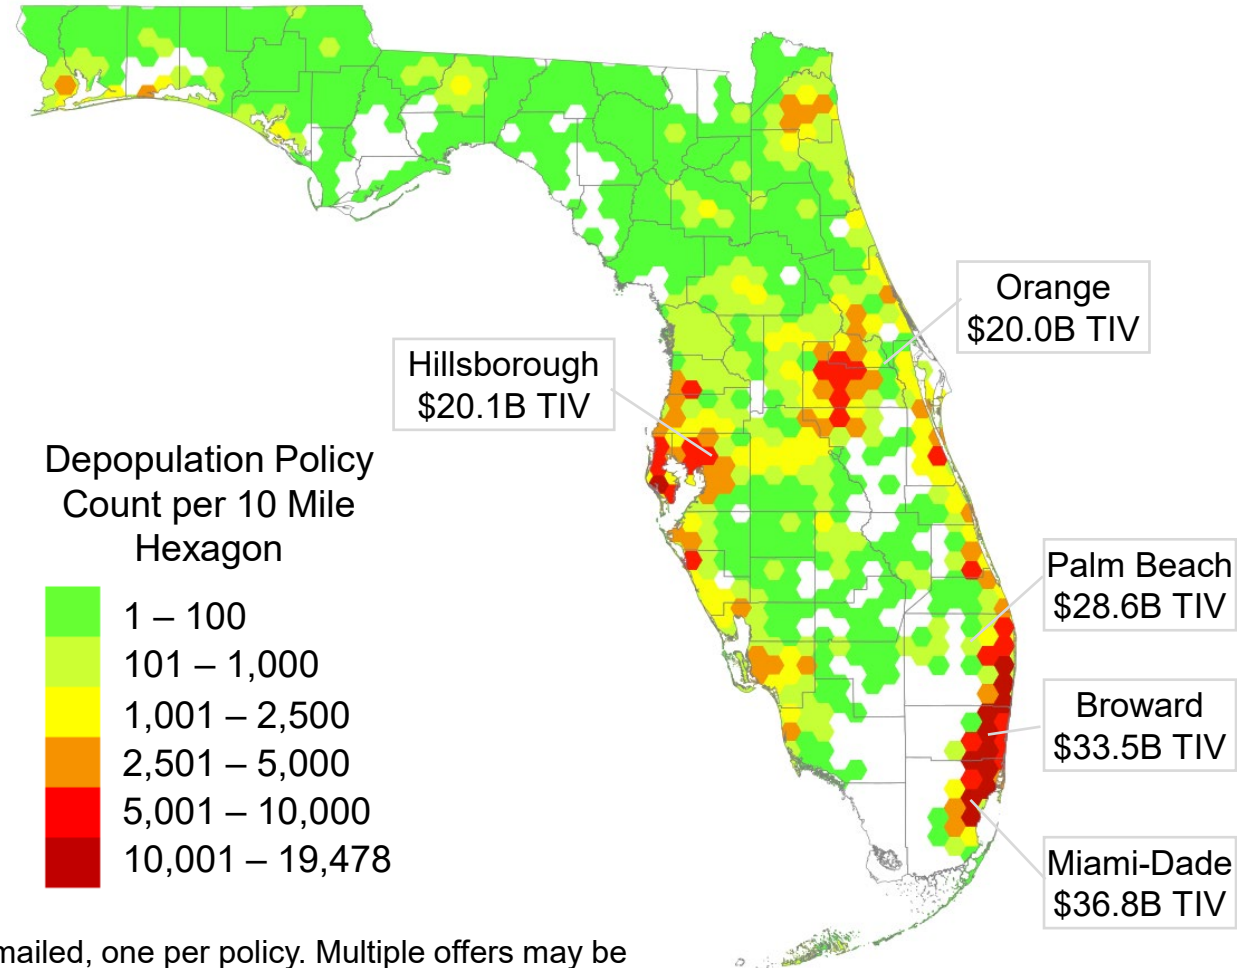 Orange
$20.0B TIV
Hillsborough
$20.1B TIV
Depopulation Policy
Count per 10 Mile
Hexagon
1 – 100
101 – 1,000
1,001 – 2,500
2,501 – 5,000
5,001 – 10,000
10,001 – 19,478
Palm Beach
$28.6B TIV
Broward
$33.5B TIV
Miami-Dade
$36.8B TIV
mailed, one per policy. Multiple offers may be